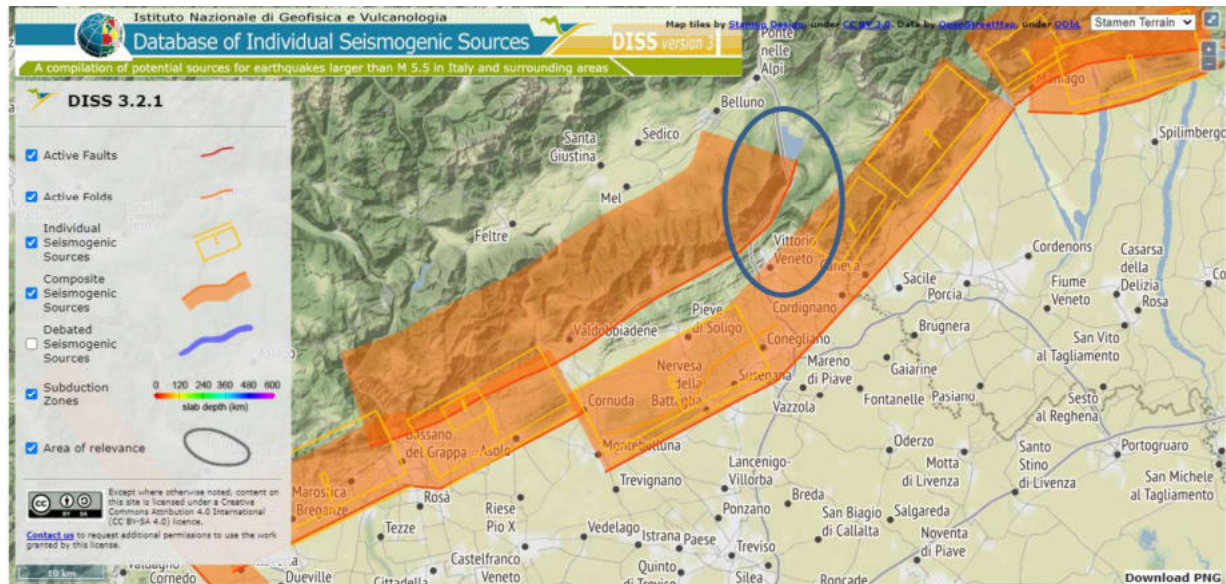 Istituto Nazionale di Geofisica e Vulcanologia
Database of Individual Seismogenic Sources
DISS version 3
A compilation of potential sources for earthquakes larger than M 5.5 in Italy and surrounding areas
Map tiles by Stamen Design, under CC BY 3.0. Data by OpenStreetMap, under ODbL
Stamen Terrain
+
−
DISS 3.2.1
Active Faults
Active Folds
Individual
Seismogenic
Sources
Composite
Seismogenic
Sources
Debated
Seismogenic
Sources
Subduction
Zones
0 120 240 360 480 600
slab depth (km)
Area of relevance
cc
BY SA
Except where otherwise noted, content on
this site is licensed under a Creative
Commons Attribution 4.0 International
(CC BY-SA 4.0) licence.
Contact us to request additional permissions to use the work
granted by this license.
10 km
Ponte
nelle
Alpi
Belluno
Maniago
Spilimbergo
Sedico
Santa
Giustina
Mel
Feltre
Vittorio
Veneto
Caneva
Cordenons
Casarsa
della
Delizia
Sacile
Porcia
Fiume
Veneto
Rosa
Cordignano
Pieve
di Soligo
Valdobbiadene
Conegliano
Brugnera
San Vito
al Tagliamento
Nervesa
della
Battaglia
Susegana
Mareno
di Piave
Gaiarine
Cornuda
Vazzola
Fontanelle
Pasiano
Sesto
al Reghena
Bassano
del Grappa
Asolo
Montebelluna
Oderzo
Santo
Stino
di Livenza
Portogruaro
Trevignano
Lancenigo-
Villorba
Motta
di Livenza
San Michele
al Tagliamento
Marostica
Breganze
Rosà
Riese
Pio X
Ponzano
Breda
San Biagio
di Callalta
Salgareda
Tezze
Vedelago
Istrana
Paese
Treviso
Noventa
di Piave
Castelfranco
Veneto
Quinto
di Treviso
Silea
Roncade
Valdagno
Cornedo
Dueville
Cittadella
Download PNG